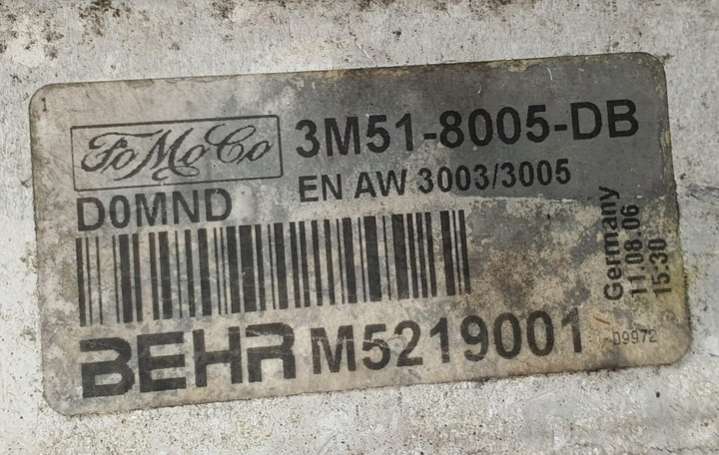 FoMoCo 3M51-8005-DB
EN AW 3003/3005
D0MND
BEHR M5219001
Germany
11.08.06
15:30
D9972